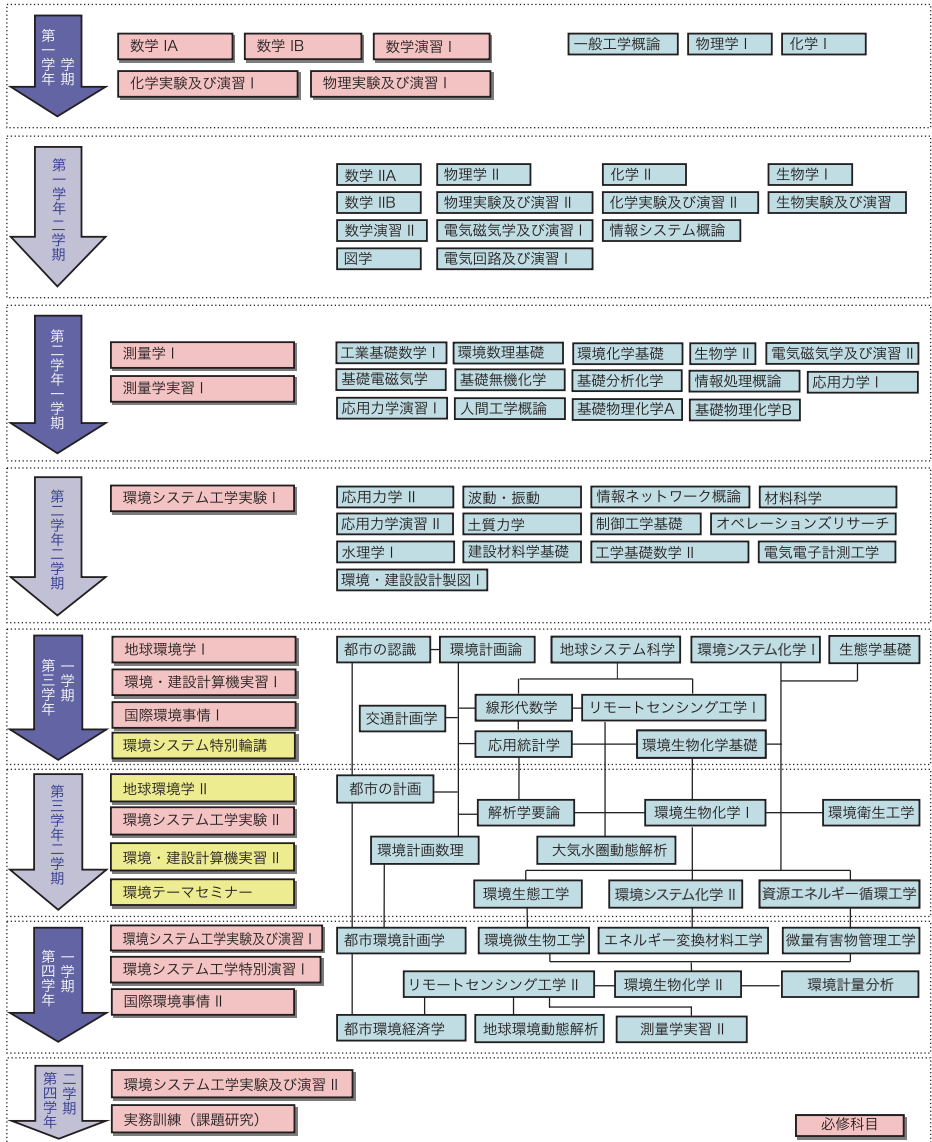 第一学年
一学期
数学 IA
数学 IB
数学演習 I
一般工学概論
物理学 I
化学 I
化学実験及び演習 I
物理実験及び演習 I
第一学年二学期
数学 IIA
物理学 II
化学 II
生物学 I
数学 IIB
物理実験及び演習 II
化学実験及び演習 II
生物実験及び演習
数学演習 II
電気磁気学及び演習 I
情報システム概論
図学
電気回路及び演習 I
第二学年一学期
測量学 I
工業基礎数学 I
環境数理基礎
環境化学基礎
生物学 II
電気磁気学及び演習 II
測量学実習 I
基礎電磁気学
基礎無機化学
基礎分析化学
情報処理概論
応用力学 I
応用力学演習 I
人間工学概論
基礎物理化学A
基礎物理化学B
第二学年二学期
環境システム工学実験 I
応用力学 II
波動・振動
情報ネットワーク概論
材料科学
応用力学演習 II
土質力学
制御工学基礎
オペレーションズリサーチ
水理学 I
建設材料学基礎
工学基礎数学 II
電気電子計測工学
環境・建設設計製図 I
第三学年
一学期
地球環境学 I
都市の認識
環境計画論
地球システム科学
環境システム化学 I
生態学基礎
環境・建設計算機実習 I
国際環境事情 I
交通計画学
線形代数学
リモートセンシング工学 I
環境システム特別輪講
応用統計学
環境生物化学基礎
第三学年二学期
地球環境学 II
都市の計画
環境システム工学実験 II
解析学要論
環境生物化学 I
環境衛生工学
環境・建設計算機実習 II
環境計画数理
大気水圏動態解析
環境テーマセミナー
環境生態工学
環境システム化学 II
資源エネルギー循環工学
第四学年
一学期
環境システム工学実験及び演習 I
都市環境計画学
環境微生物工学
エネルギー変換材料工学
微量有害物管理工学
環境システム工学特別演習 I
リモートセンシング工学 II
環境生物化学 II
環境計量分析
国際環境事情 II
都市環境経済学
地球環境動態解析
測量学実習 II
第四学年
二学期
環境システム工学実験及び演習 II
実務訓練（課題研究）
必修科目